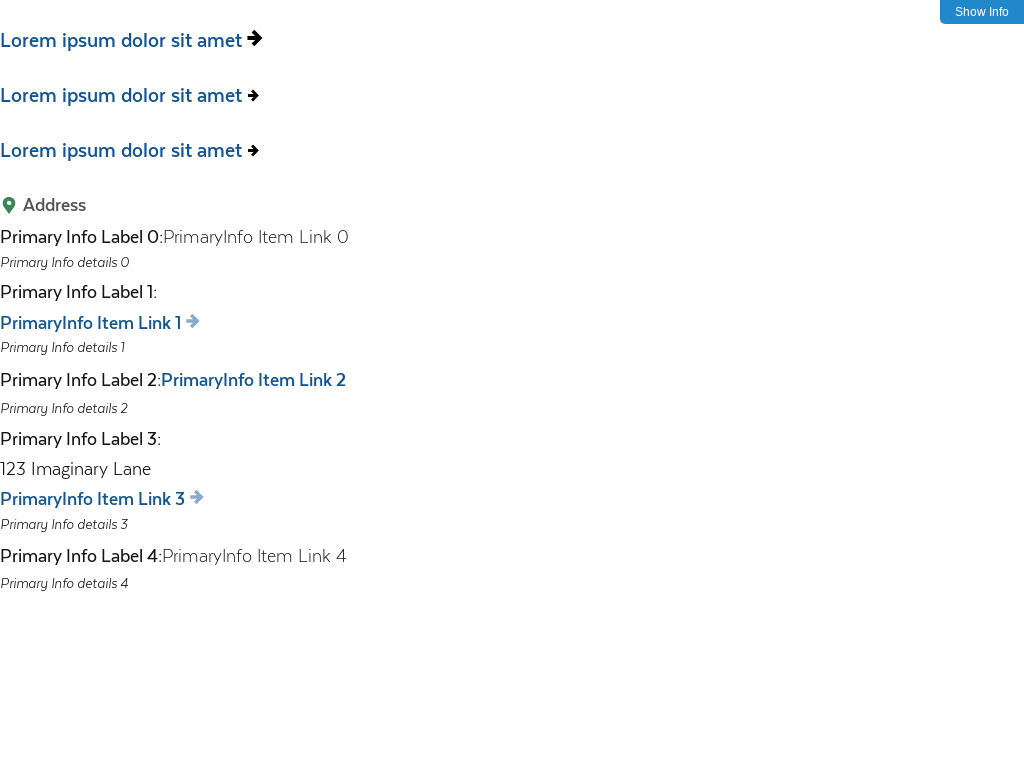 Show Info
Lorem ipsum dolor sit amet
Lorem ipsum dolor sit amet
Lorem ipsum dolor sit amet
Address
Primary Info Label 0:PrimaryInfo Item Link 0
Primary Info details 0
Primary Info Label 1:
PrimaryInfo Item Link 1
Primary Info details 1
Primary Info Label 2:PrimaryInfo Item Link 2
Primary Info details 2
Primary Info Label 3:
123 Imaginary Lane
PrimaryInfo Item Link 3
Primary Info details 3
Primary Info Label 4:PrimaryInfo Item Link 4
Primary Info details 4